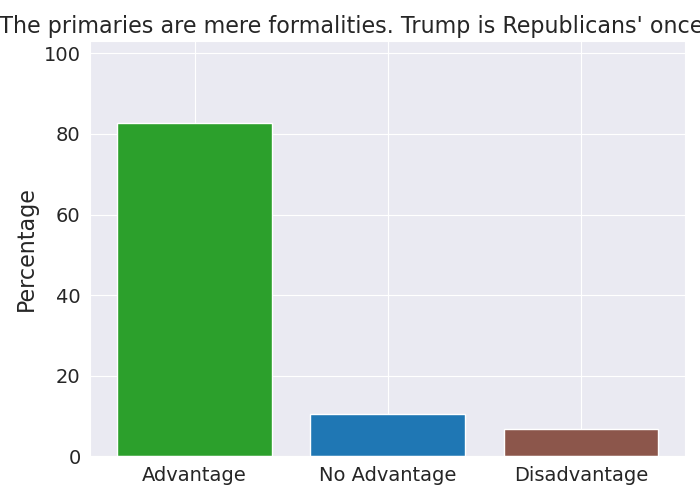 The primaries are mere formalities. Trump is Republicans' once
100
80
60
40
20
0
Percentage
Advantage
No Advantage
Disadvantage